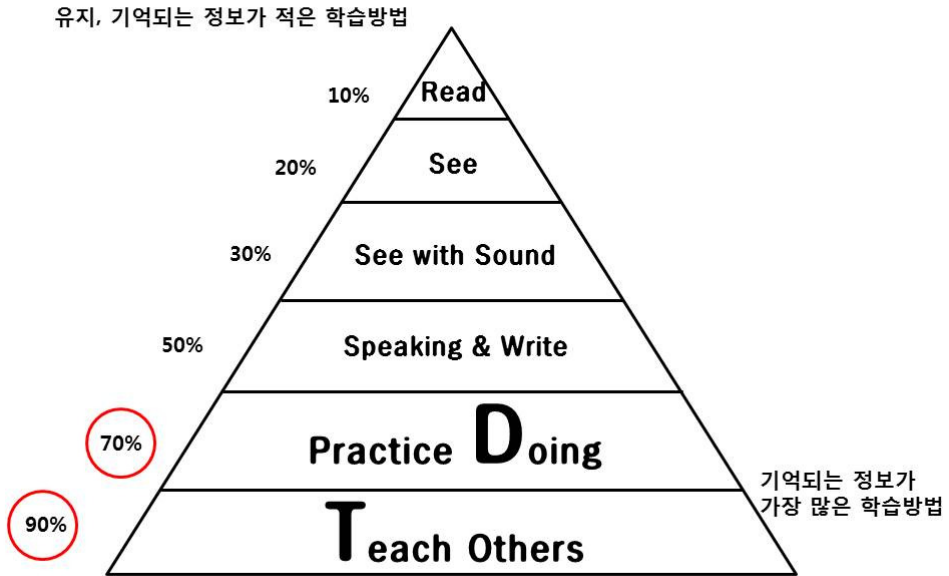 유지, 기억되는 정보가 적은 학습방법
10% Read
20% See
30% See with Sound
50% Speaking & Write
70% Practice Doing
90% Teach Others
기억되는 정보가
가장 많은 학습방법